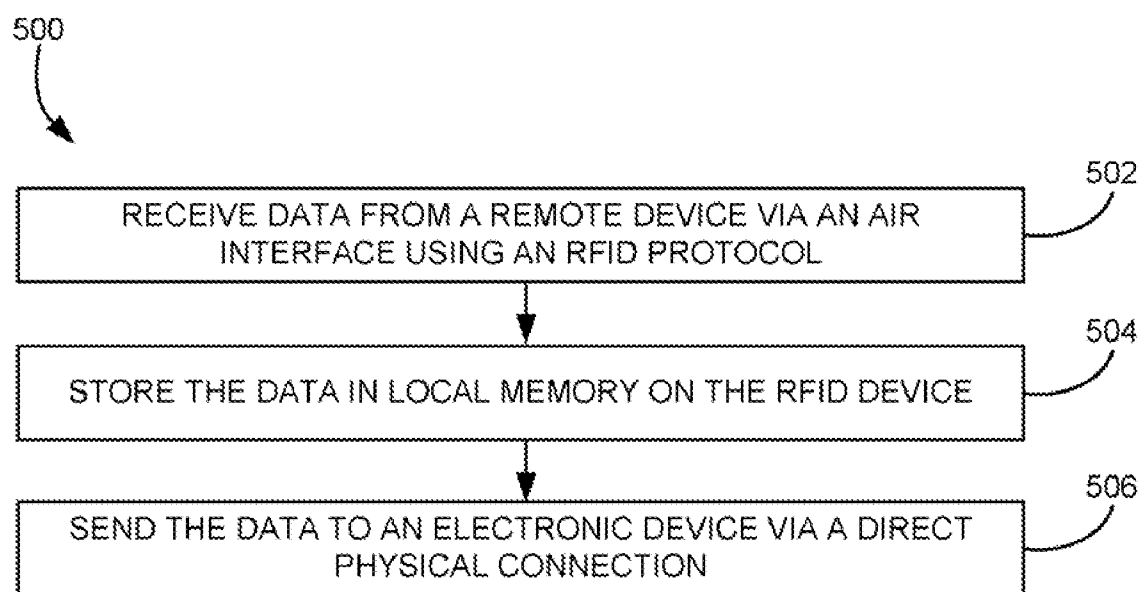 500
502
RECEIVE DATA FROM A REMOTE DEVICE VIA AN AIR
INTERFACE USING AN RFID PROTOCOL
504
STORE THE DATA IN LOCAL MEMORY ON THE RFID DEVICE
506
SEND THE DATA TO AN ELECTRONIC DEVICE VIA A DIRECT
PHYSICAL CONNECTION